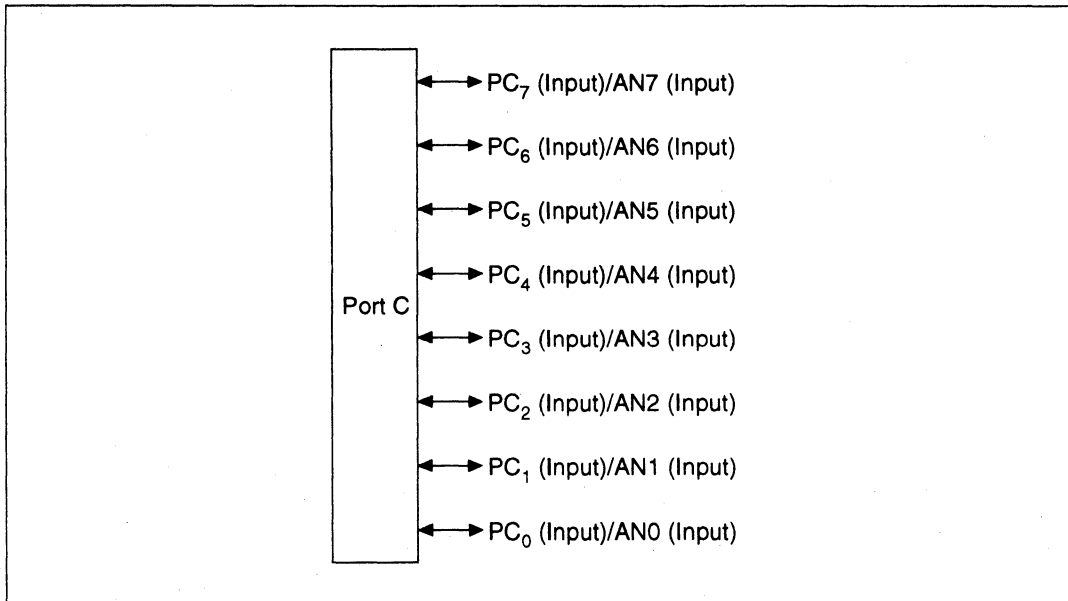 PC7 (Input)/AN7 (Input)
PC6 (Input)/AN6 (Input)
PC5 (Input)/AN5 (Input)
PC4 (Input)/AN4 (Input)
Port C
PC3 (Input)/AN3 (Input)
PC2 (Input)/AN2 (Input)
PC1 (Input)/AN1 (Input)
PC0 (Input)/AN0 (Input)